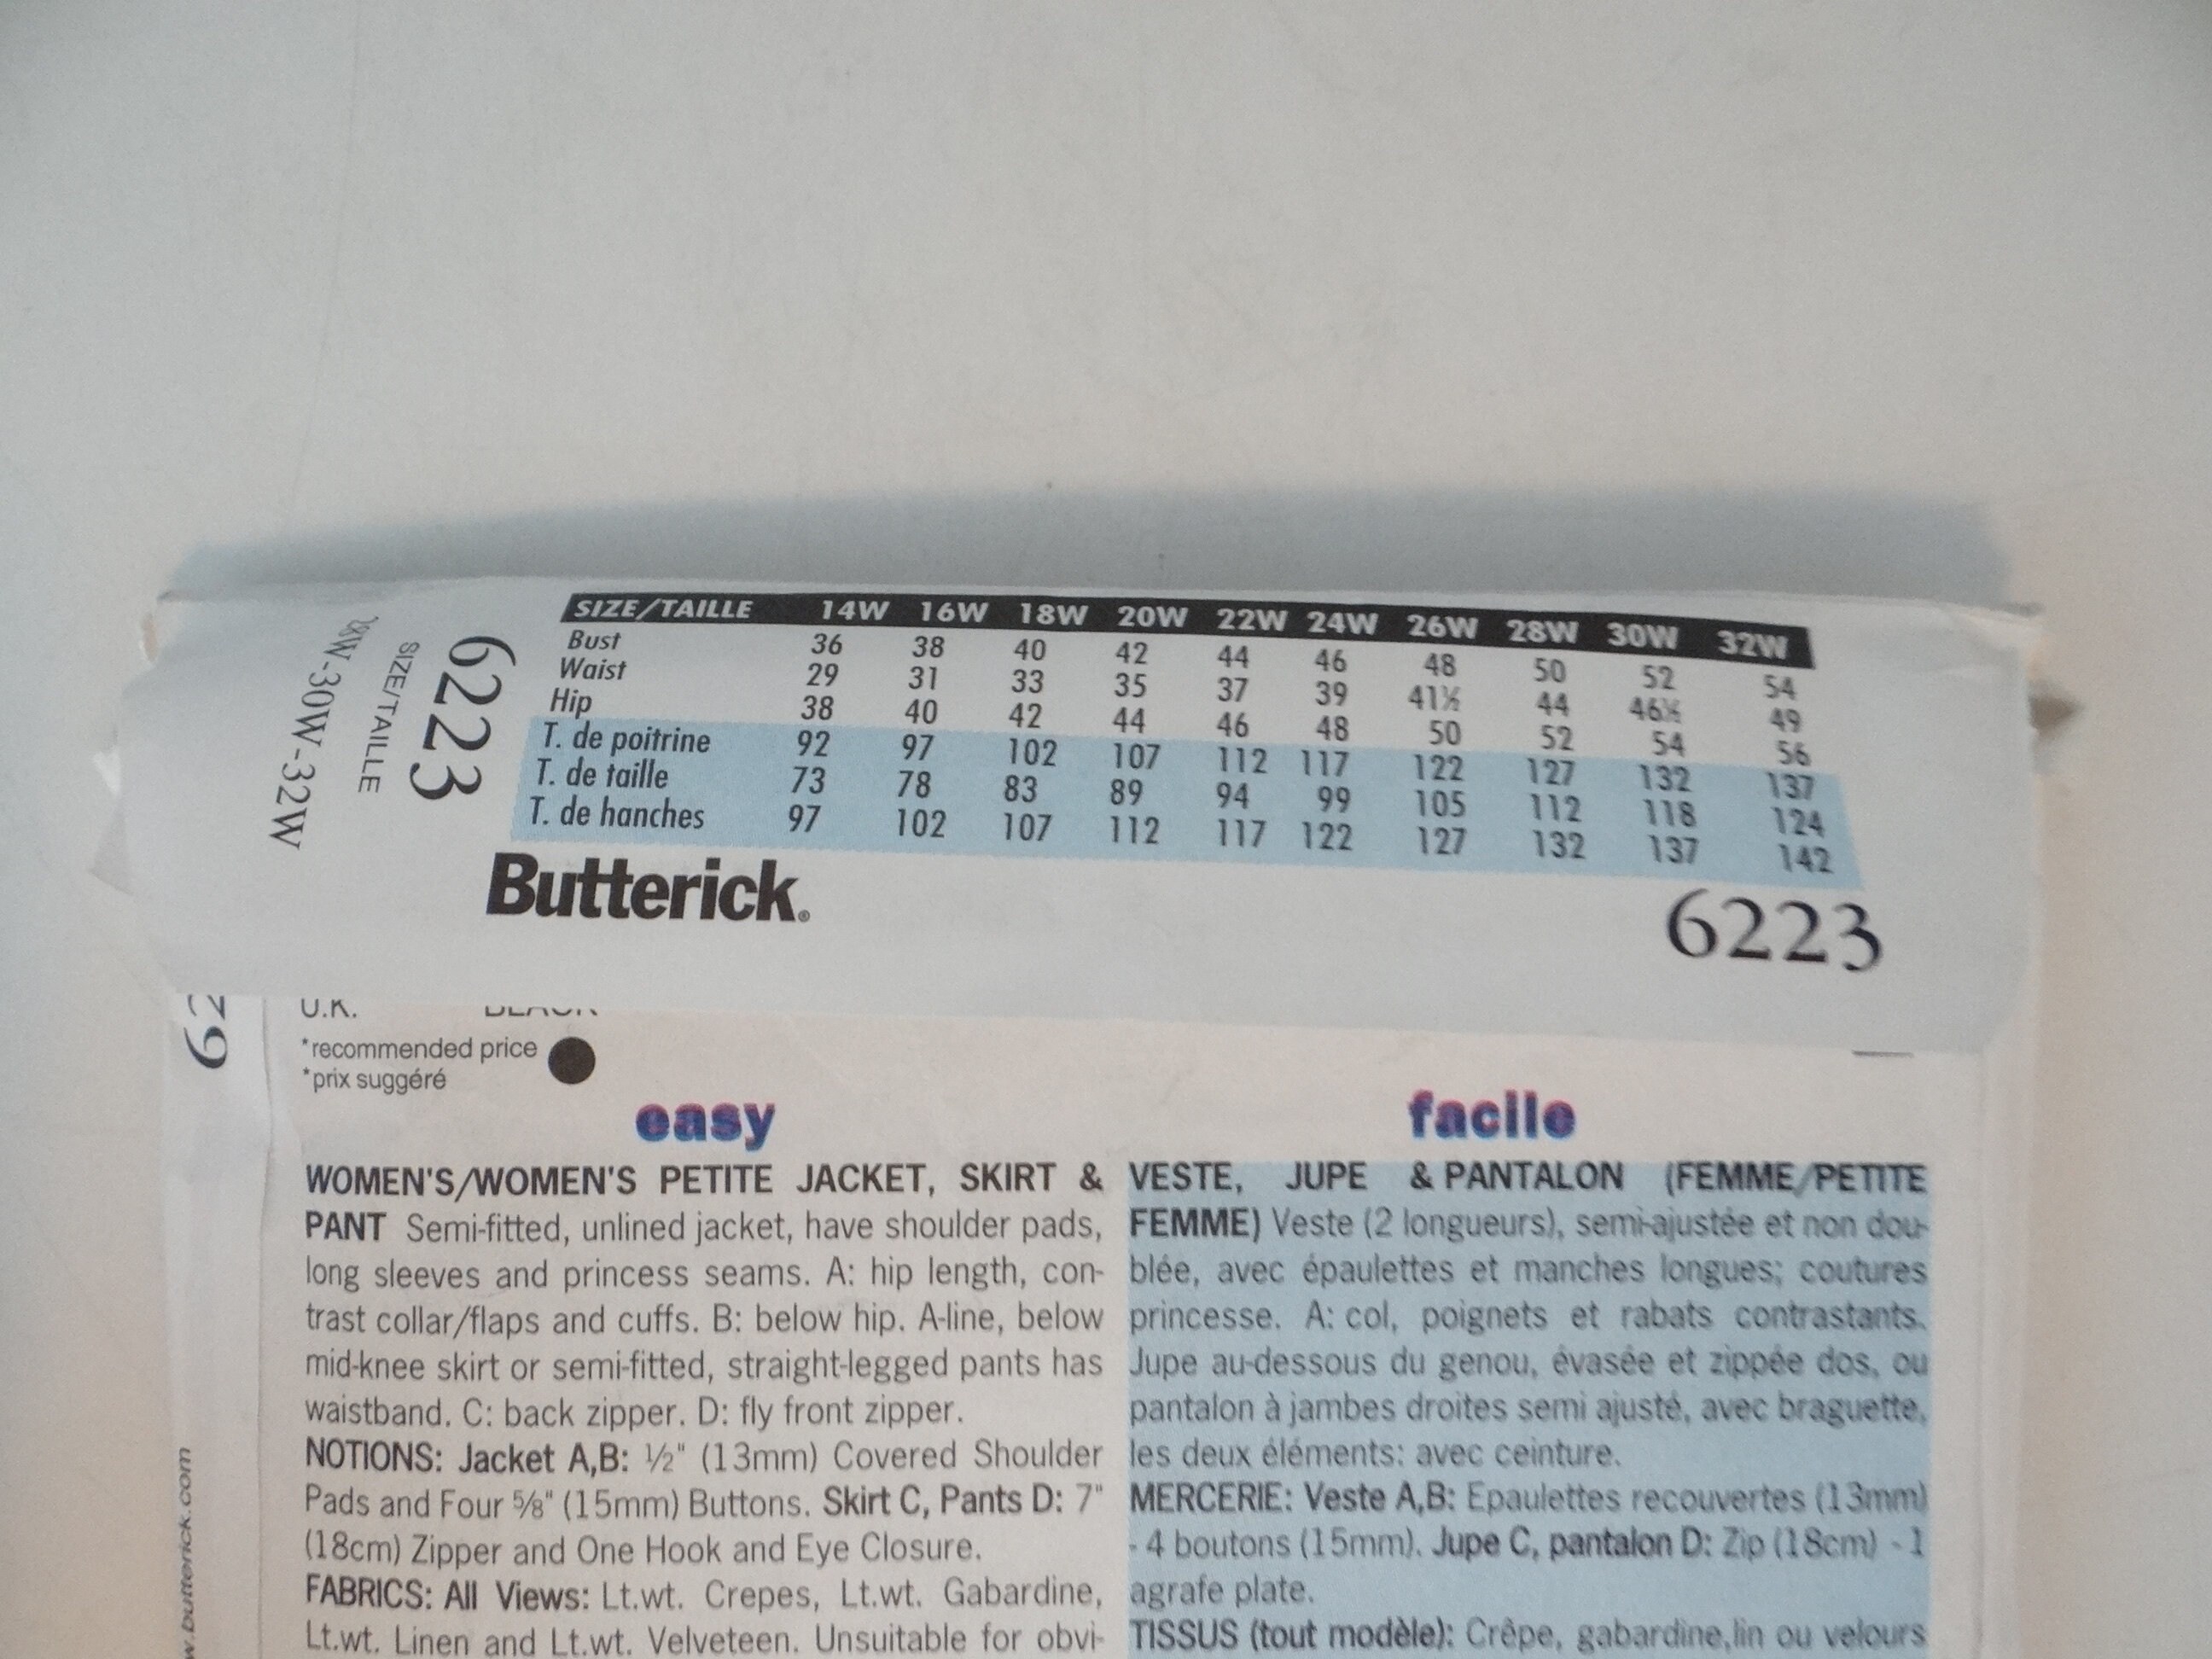 SIZE/TAILLE 14W 16W 18W 20W 22W 24W 26W 28W 30W 32W
Bust 36 38 40 42 44 46 48 50 52 54
Waist 29 31 33 35 37 39 41½ 44 46½ 49
Hip 38 40 42 44 46 48 50 52 54 56
T. de poitrine 92 97 102 107 112 117 122 127 132 137
T. de taille 73 78 83 89 94 99 105 112 118 124
T. de hanches 97 102 107 112 117 122 127 132 137 142
6223
SIZE/TAILLE
28W-30W-32W
Butterick®
6223
62
U.K. BLACK
*recommended price
*prix suggéré
easy
WOMEN'S/WOMEN'S PETITE JACKET, SKIRT &
PANT Semi-fitted, unlined jacket, have shoulder pads,
long sleeves and princess seams. A: hip length, con-
trast collar/flaps and cuffs. B: below hip. A-line, below
mid-knee skirt or semi-fitted, straight-legged pants has
waistband. C: back zipper. D: fly front zipper.
NOTIONS: Jacket A,B: ½" (13mm) Covered Shoulder
Pads and Four ⅝" (15mm) Buttons. Skirt C, Pants D: 7"
(18cm) Zipper and One Hook and Eye Closure.
FABRICS: All Views: Lt.wt. Crepes, Lt.wt. Gabardine,
Lt.wt. Linen and Lt.wt. Velveteen. Unsuitable for obvi-
facile
VESTE, JUPE & PANTALON (FEMME/PETITE
FEMME) Veste (2 longueurs), semi-ajustée et non dou-
blée, avec épaulettes et manches longues; coutures
princesse. A: col, poignets et rabats contrastants.
Jupe au-dessous du genou, évasée et zippée dos, ou
pantalon à jambes droites semi ajusté, avec braguette,
les deux éléments: avec ceinture.
MERCERIE: Veste A,B: Epaulettes recouvertes (13mm)
- 4 boutons (15mm). Jupe C, pantalon D: Zip (18cm) - 1
agrafe plate.
TISSUS (tout modèle): Crêpe, gabardine,lin ou velours
w.butterick.com